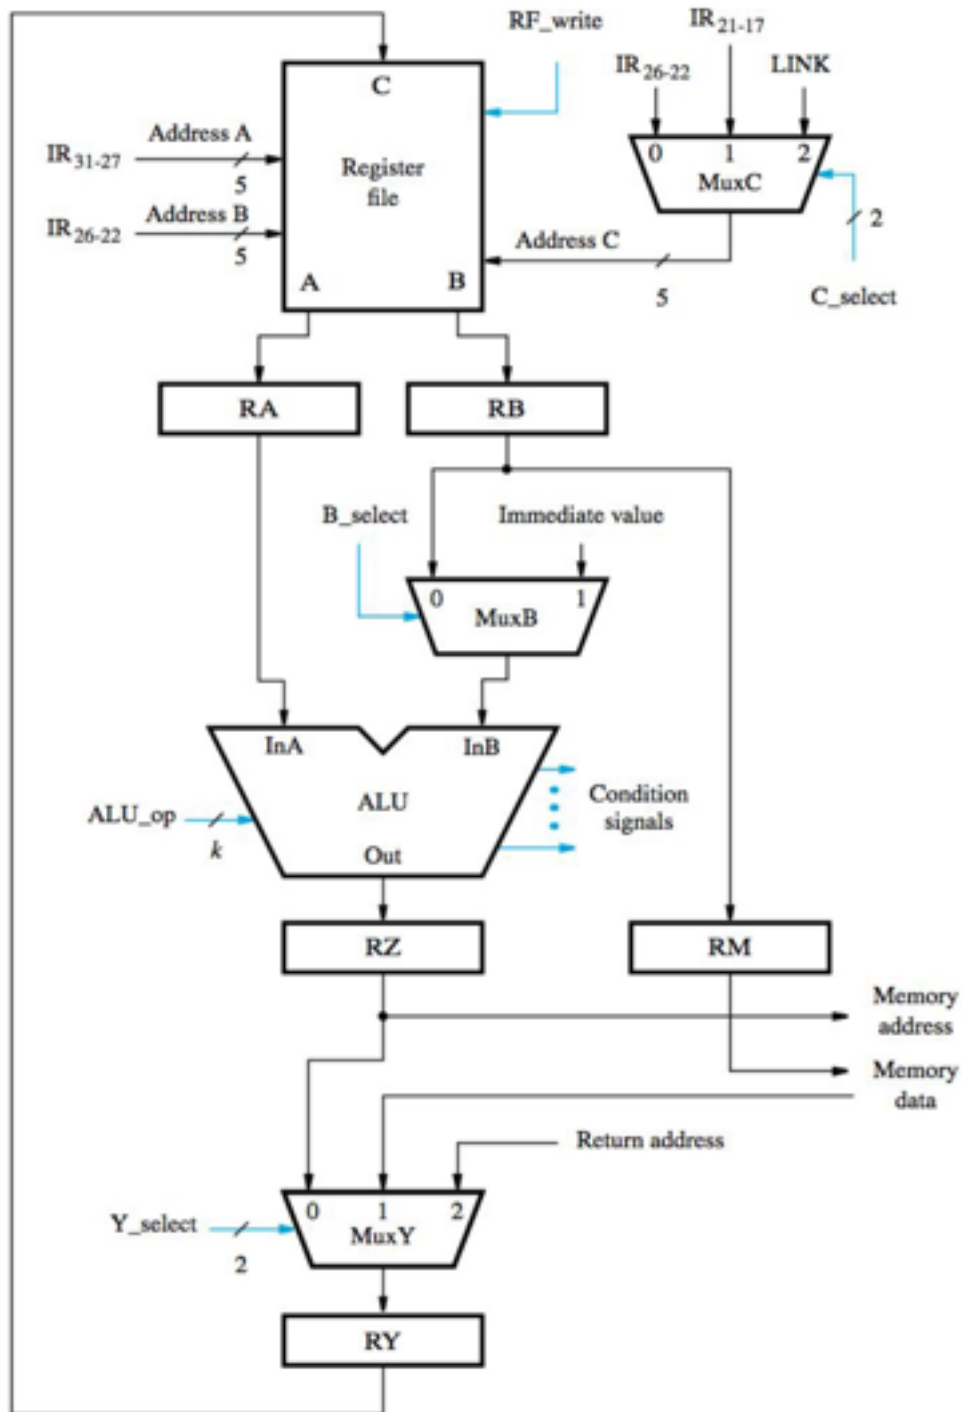 RF_write
IR21-17
IR26-22
LINK
C
0 1 2
MuxC
Address A
IR31-27
5
Register
file
Address B
IR26-22
5
2
Address C
5
C_select
A
B
RA
RB
B_select
Immediate value
0 1
MuxB
InA
InB
ALU_op
k
ALU
Condition
signals
Out
RZ
RM
Memory
address
Memory
data
Return address
0 1 2
Y_select
MuxY
2
RY